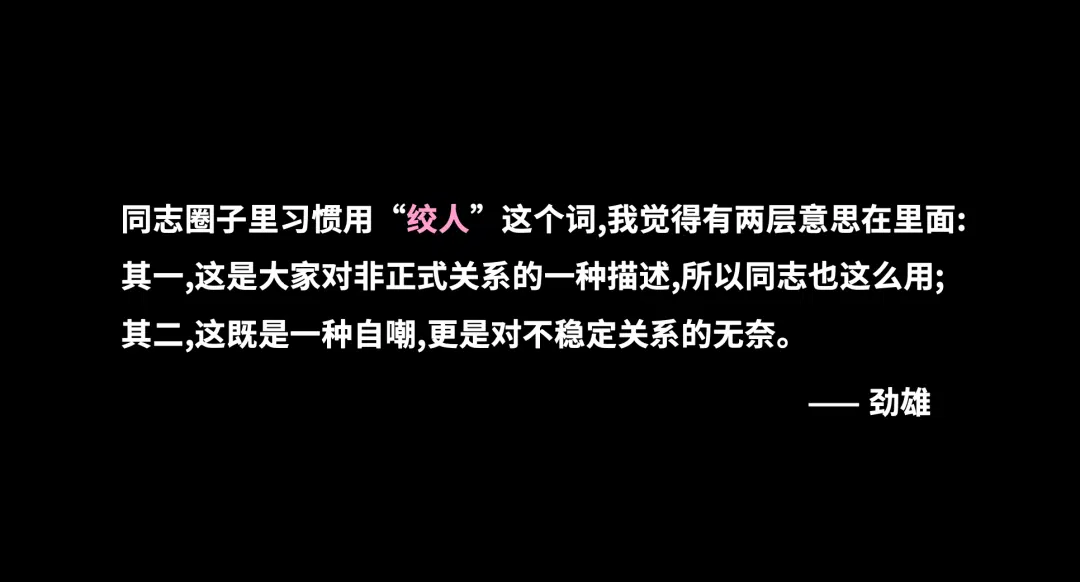 同志圈子里习惯用“绞人”这个词,我觉得有两层意思在里面:
其一,这是大家对非正式关系的一种描述,所以同志也这么用;
其二,这既是一种自嘲,更是对不稳定关系的无奈。
—— 劲雄